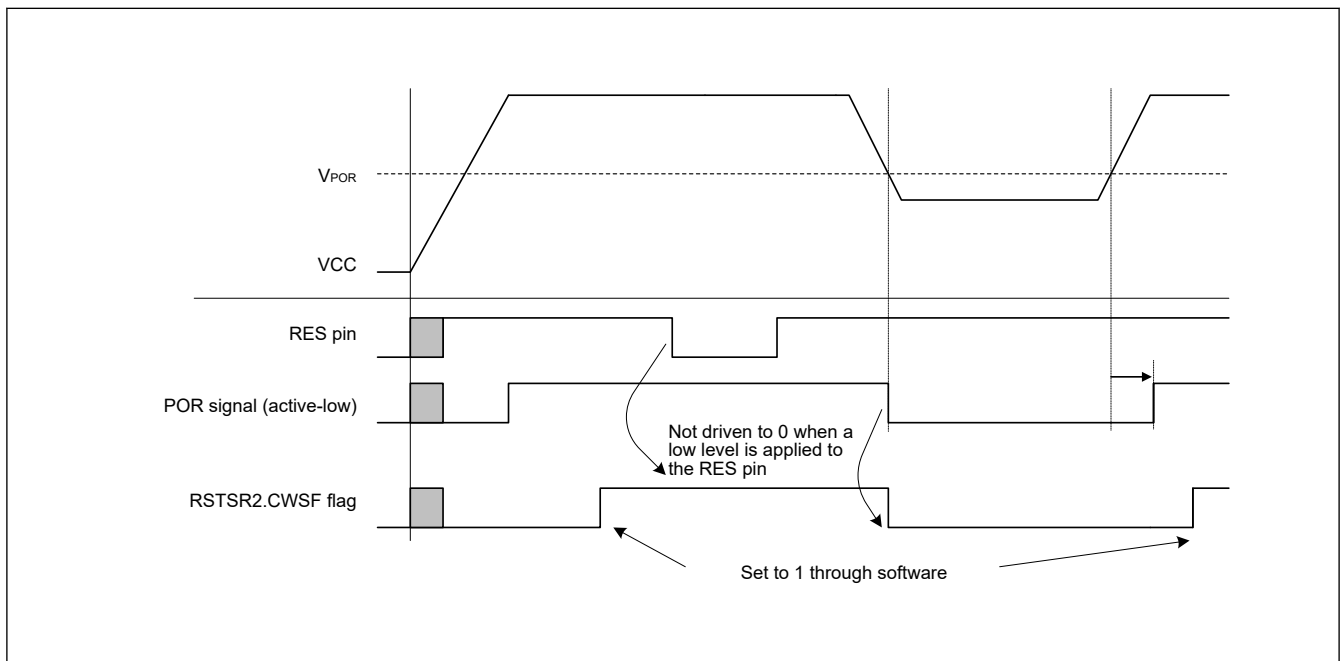 VPOR
VCC
RES pin
POR signal (active-low)
Not driven to 0 when a
low level is applied to
the RES pin
RSTSR2.CWSF flag
Set to 1 through software